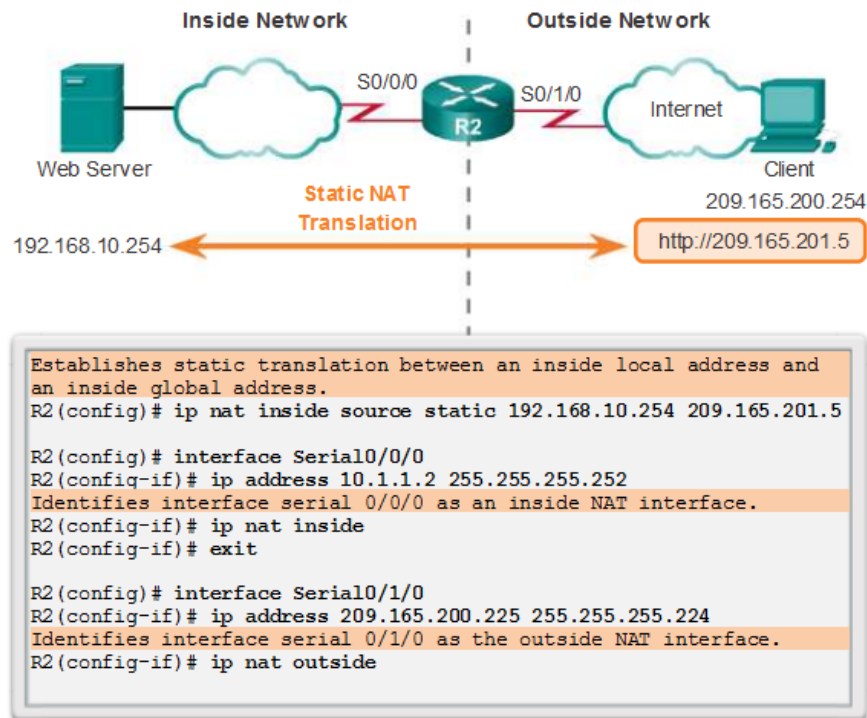 Inside Network
Outside Network
S0/0/0
S0/1/0
Internet
R2
Web Server
Client
209.165.200.254
Static NAT
Translation
192.168.10.254
http://209.165.201.5
Establishes static translation between an inside local address and
an inside global address.
R2(config)# ip nat inside source static 192.168.10.254 209.165.201.5
R2(config)# interface Serial0/0/0
R2(config-if)# ip address 10.1.1.2 255.255.255.252
Identifies interface serial 0/0/0 as an inside NAT interface.
R2(config-if)# ip nat inside
R2(config-if)# exit
R2(config)# interface Serial0/1/0
R2(config-if)# ip address 209.165.200.225 255.255.255.224
Identifies interface serial 0/1/0 as the outside NAT interface.
R2(config-if)# ip nat outside